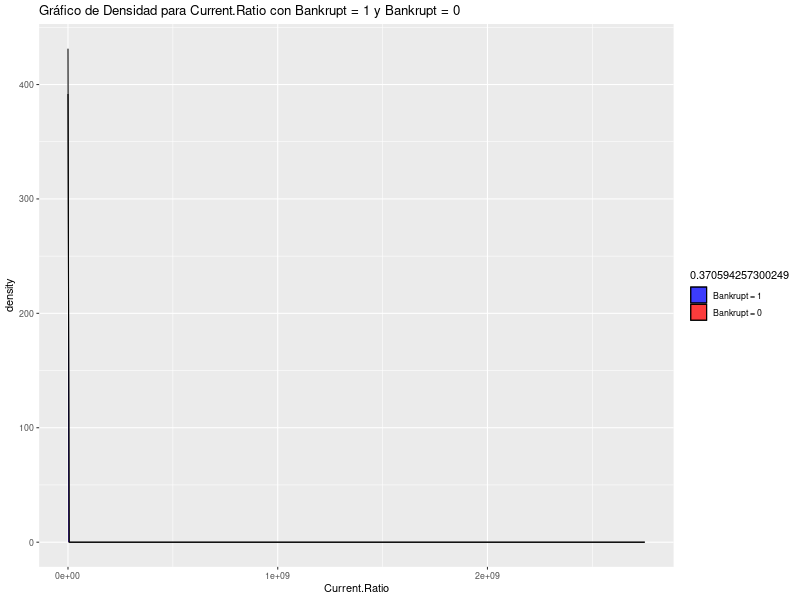 Gráfico de Densidad para Current.Ratio con Bankrupt = 1 y Bankrupt = 0
400
300
200
100
0
density
0e+00
1e+09
2e+09
Current.Ratio
0.370594257300249
Bankrupt = 1
Bankrupt = 0